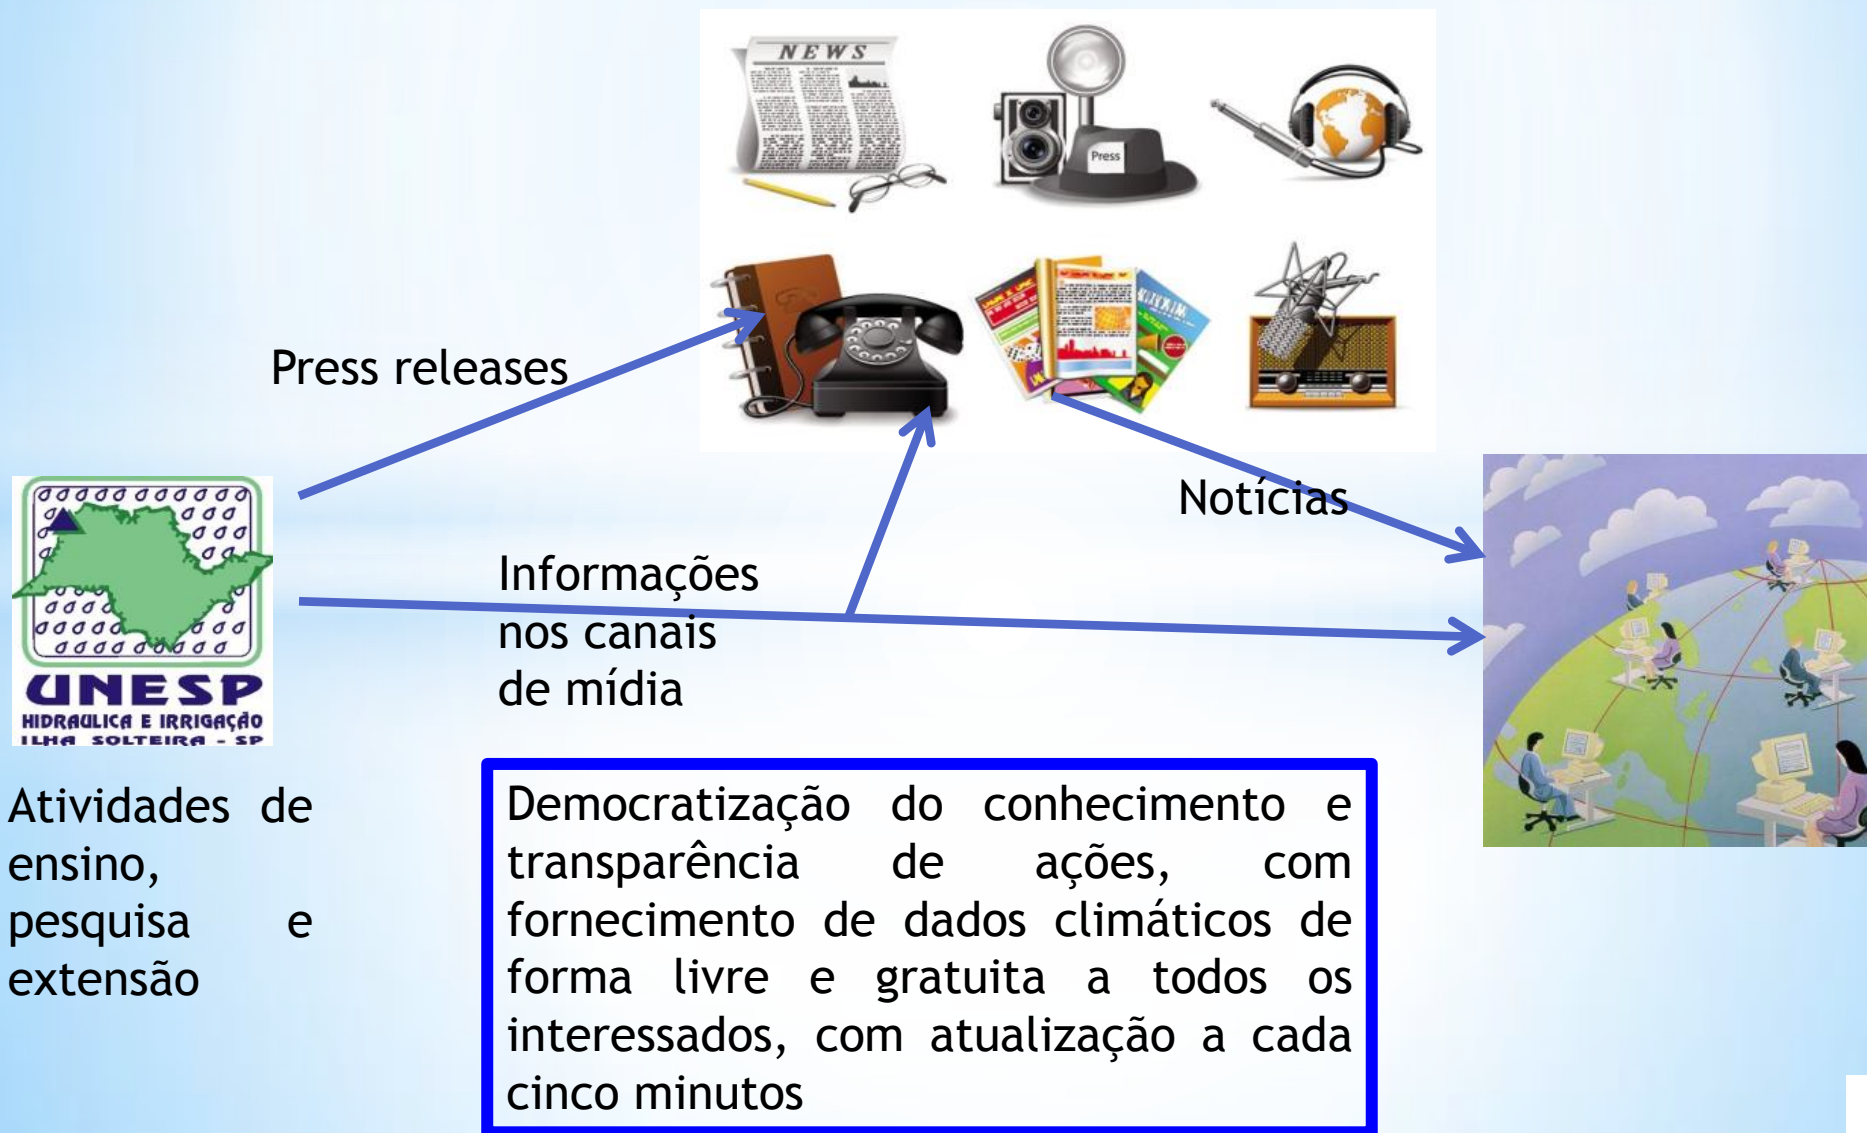 NEWS
Press
Press releases
Notícias
Informações
nos canais
de mídia
UNESP
HIDRAULICA E IRRIGAÇÃO
ILHA SOLTEIRA - SP
Atividades de
ensino,
pesquisa e
extensão
Democratização do conhecimento e
transparência de ações, com
fornecimento de dados climáticos de
forma livre e gratuita a todos os
interessados, com atualização a cada
cinco minutos